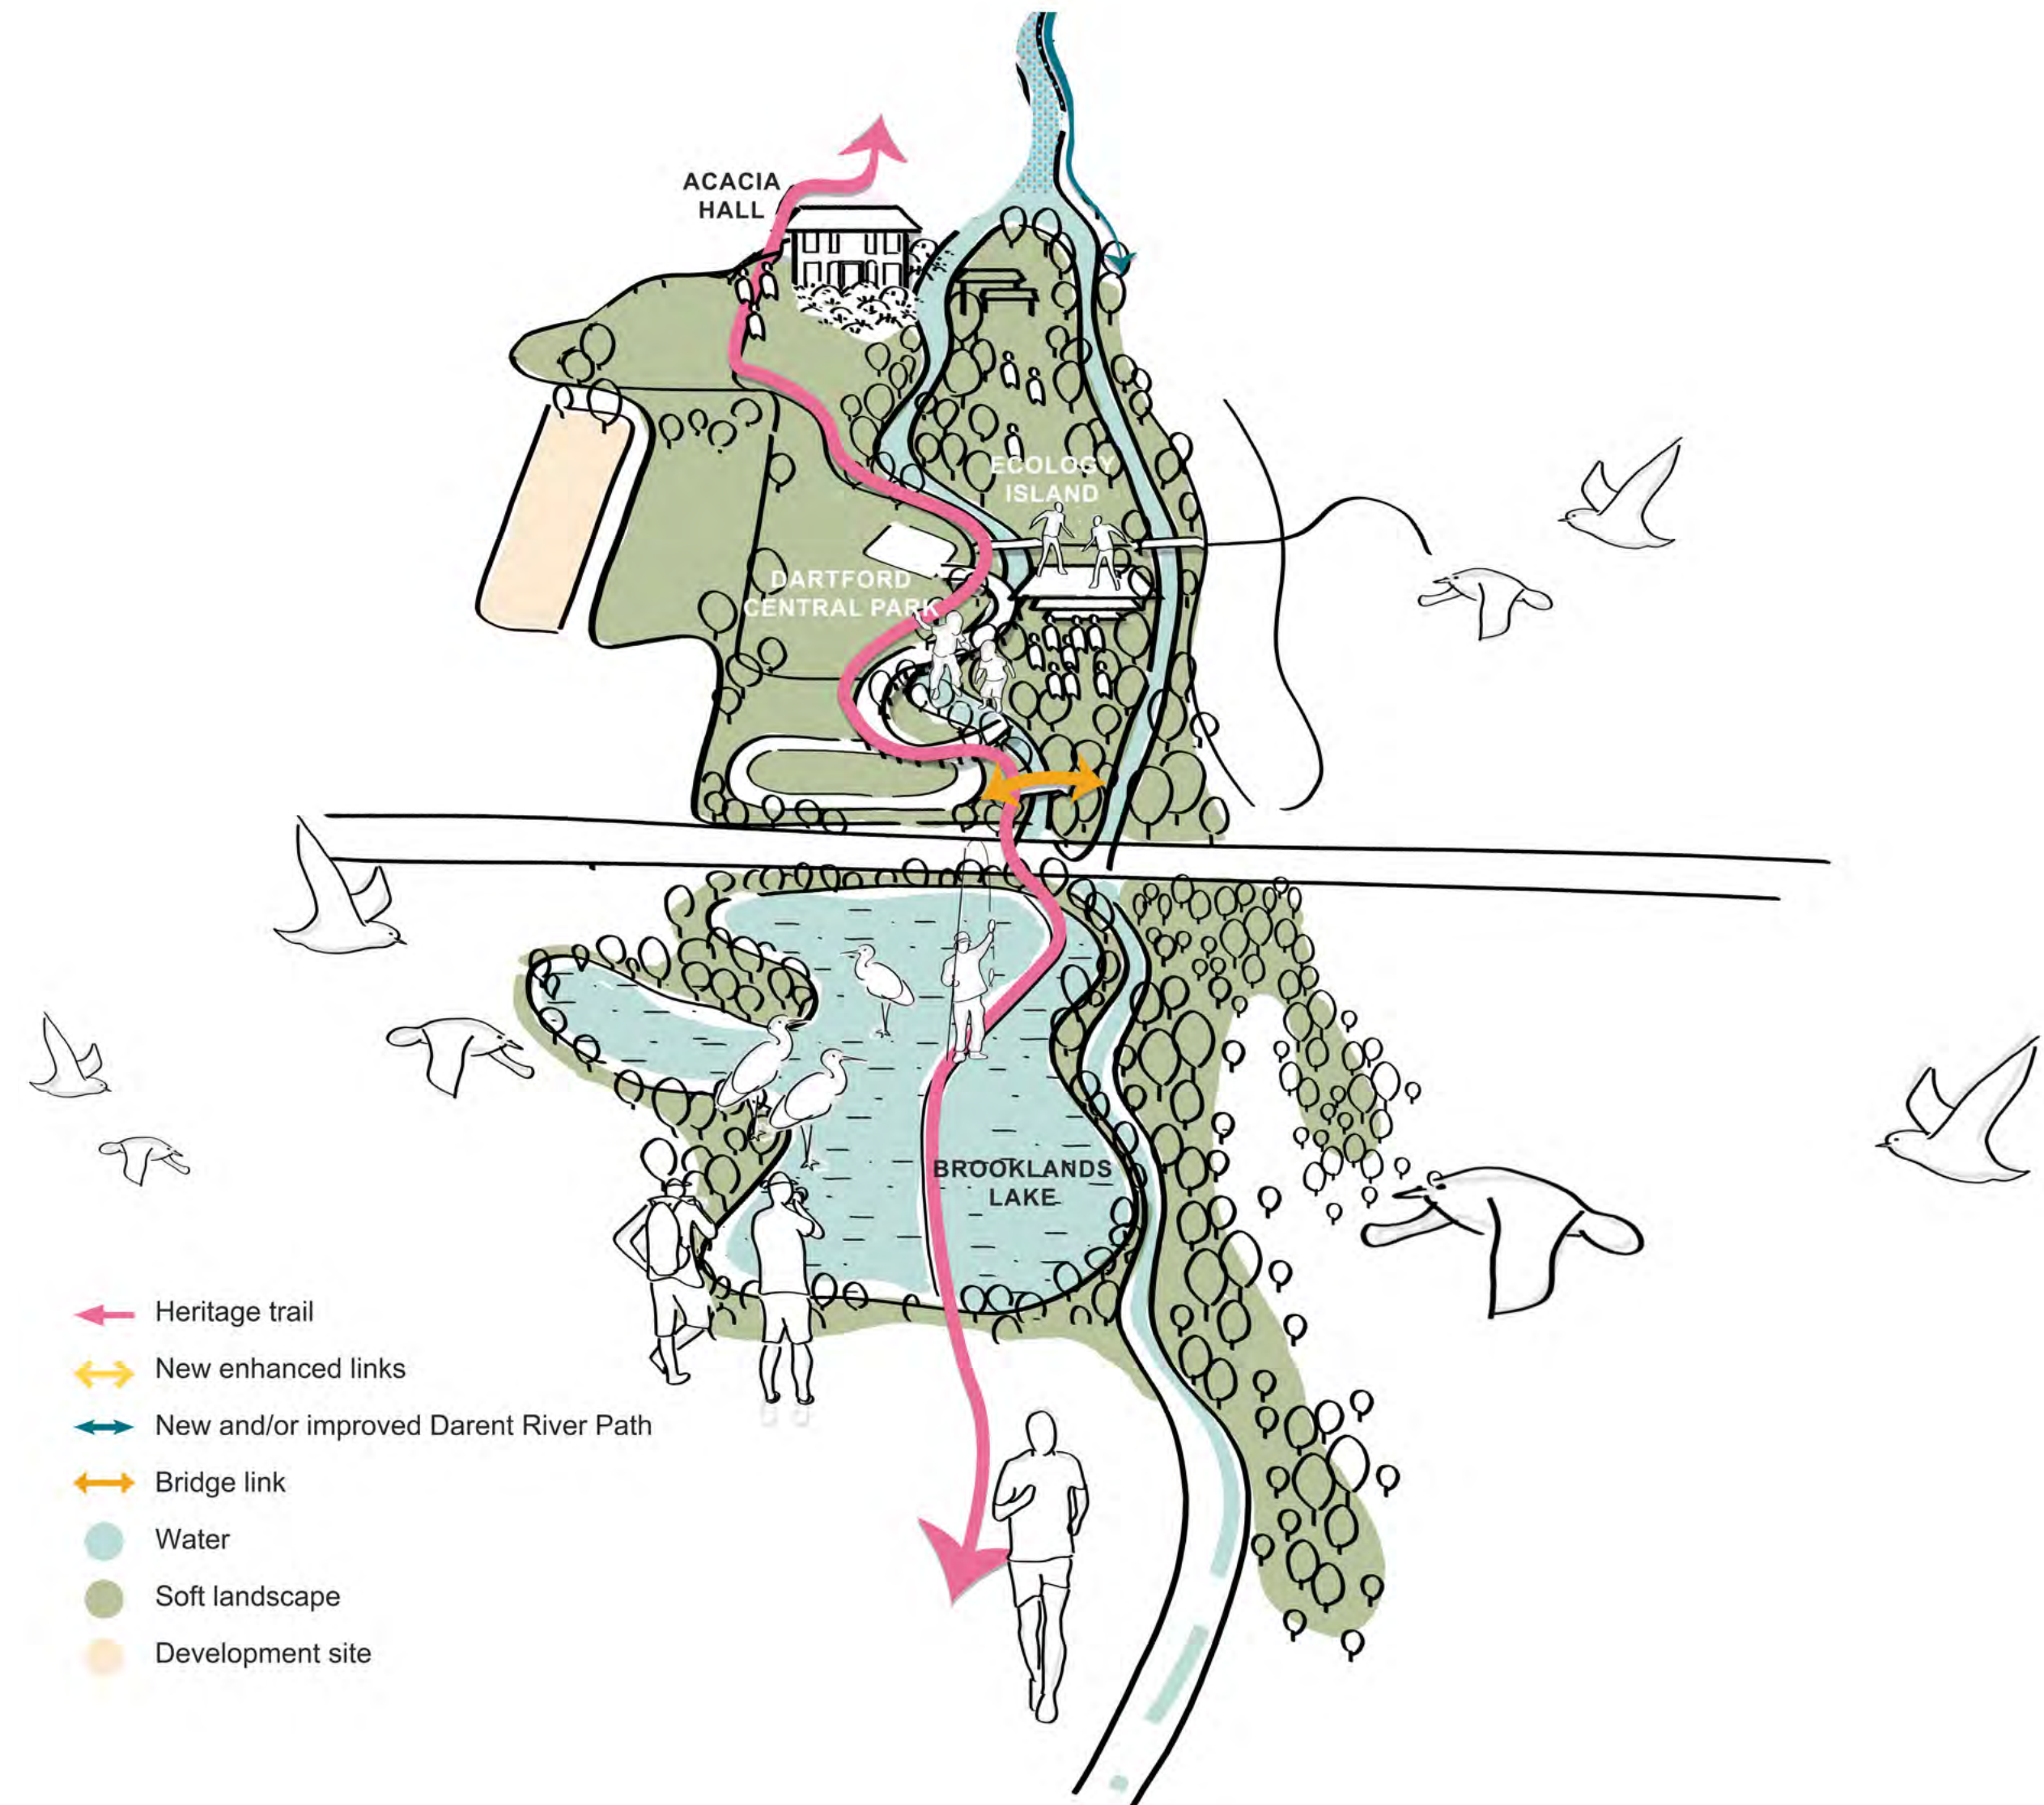 ACACIA
HALL
ECOLOGY
ISLAND
DARTFORD
CENTRAL PARK
BROOKLANDS
LAKE
Heritage trail
New enhanced links
New and/or improved Darent River Path
Bridge link
Water
Soft landscape
Development site